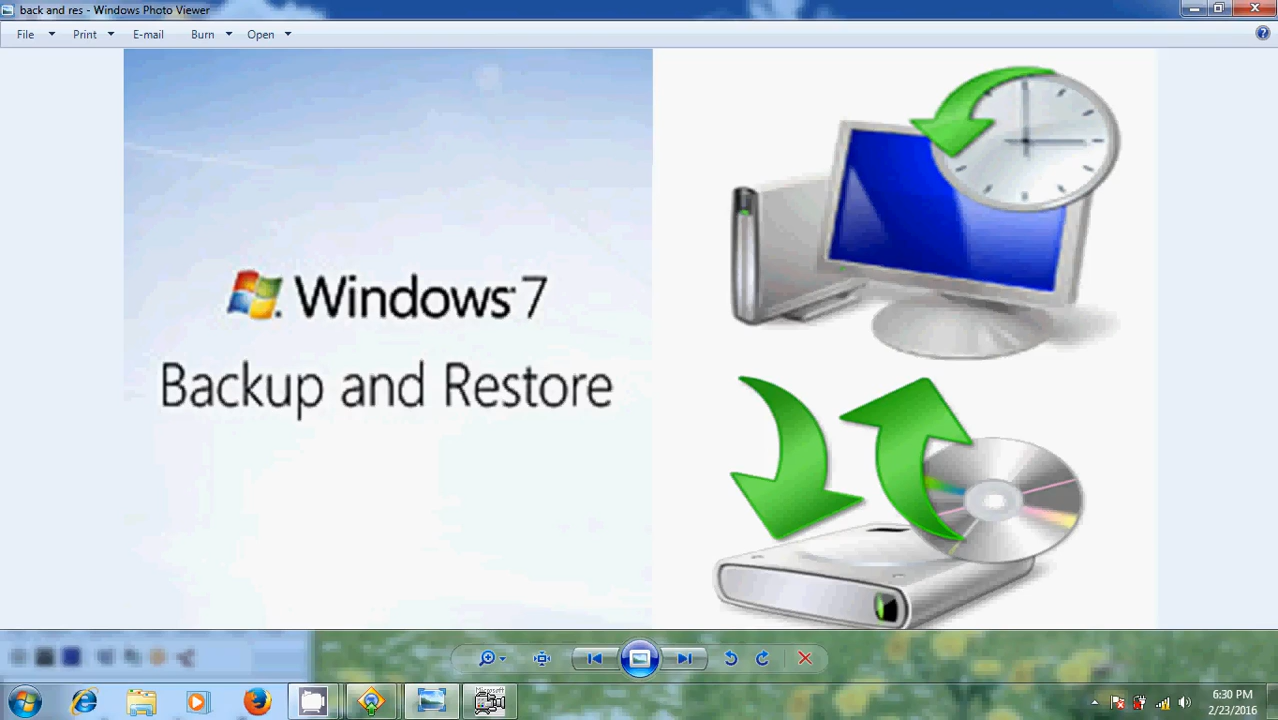 back and res - Windows Photo Viewer
File Print E-mail Burn Open
Windows 7
Backup and Restore
Microsoft
6:30 PM
2/23/2016